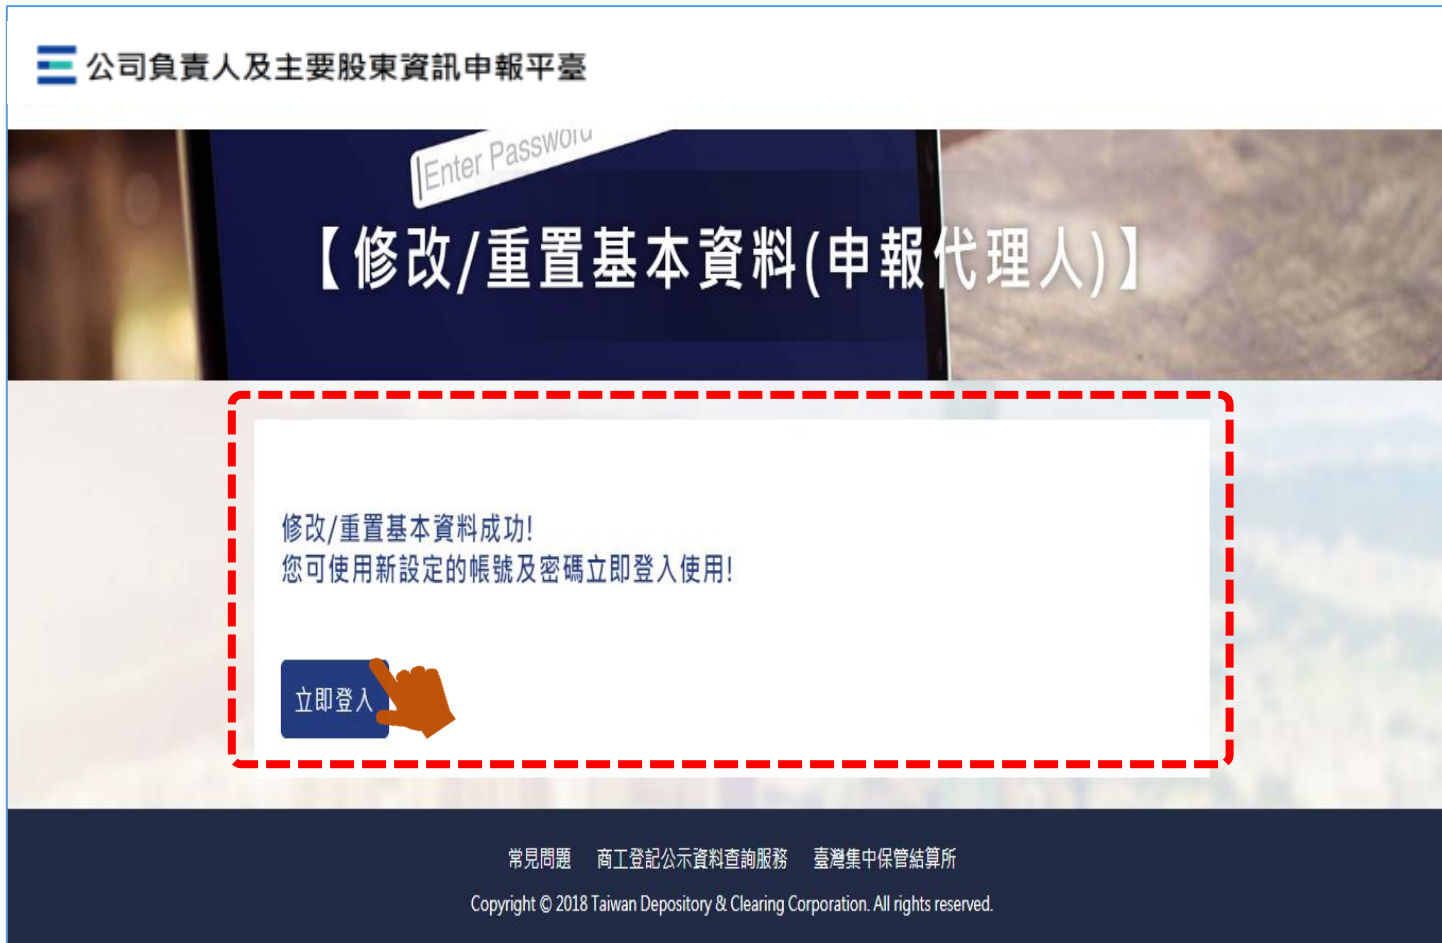 公司負責人及主要股東資訊申報平臺
Enter Password
【修改/重置基本資料(申報代理人)】
修改/重置基本資料成功!
您可使用新設定的帳號及密碼立即登入使用!
立即登入
常見問題 商工登記公示資料查詢服務 臺灣集中保管結算所
Copyright © 2018 Taiwan Depository & Clearing Corporation. All rights reserved.